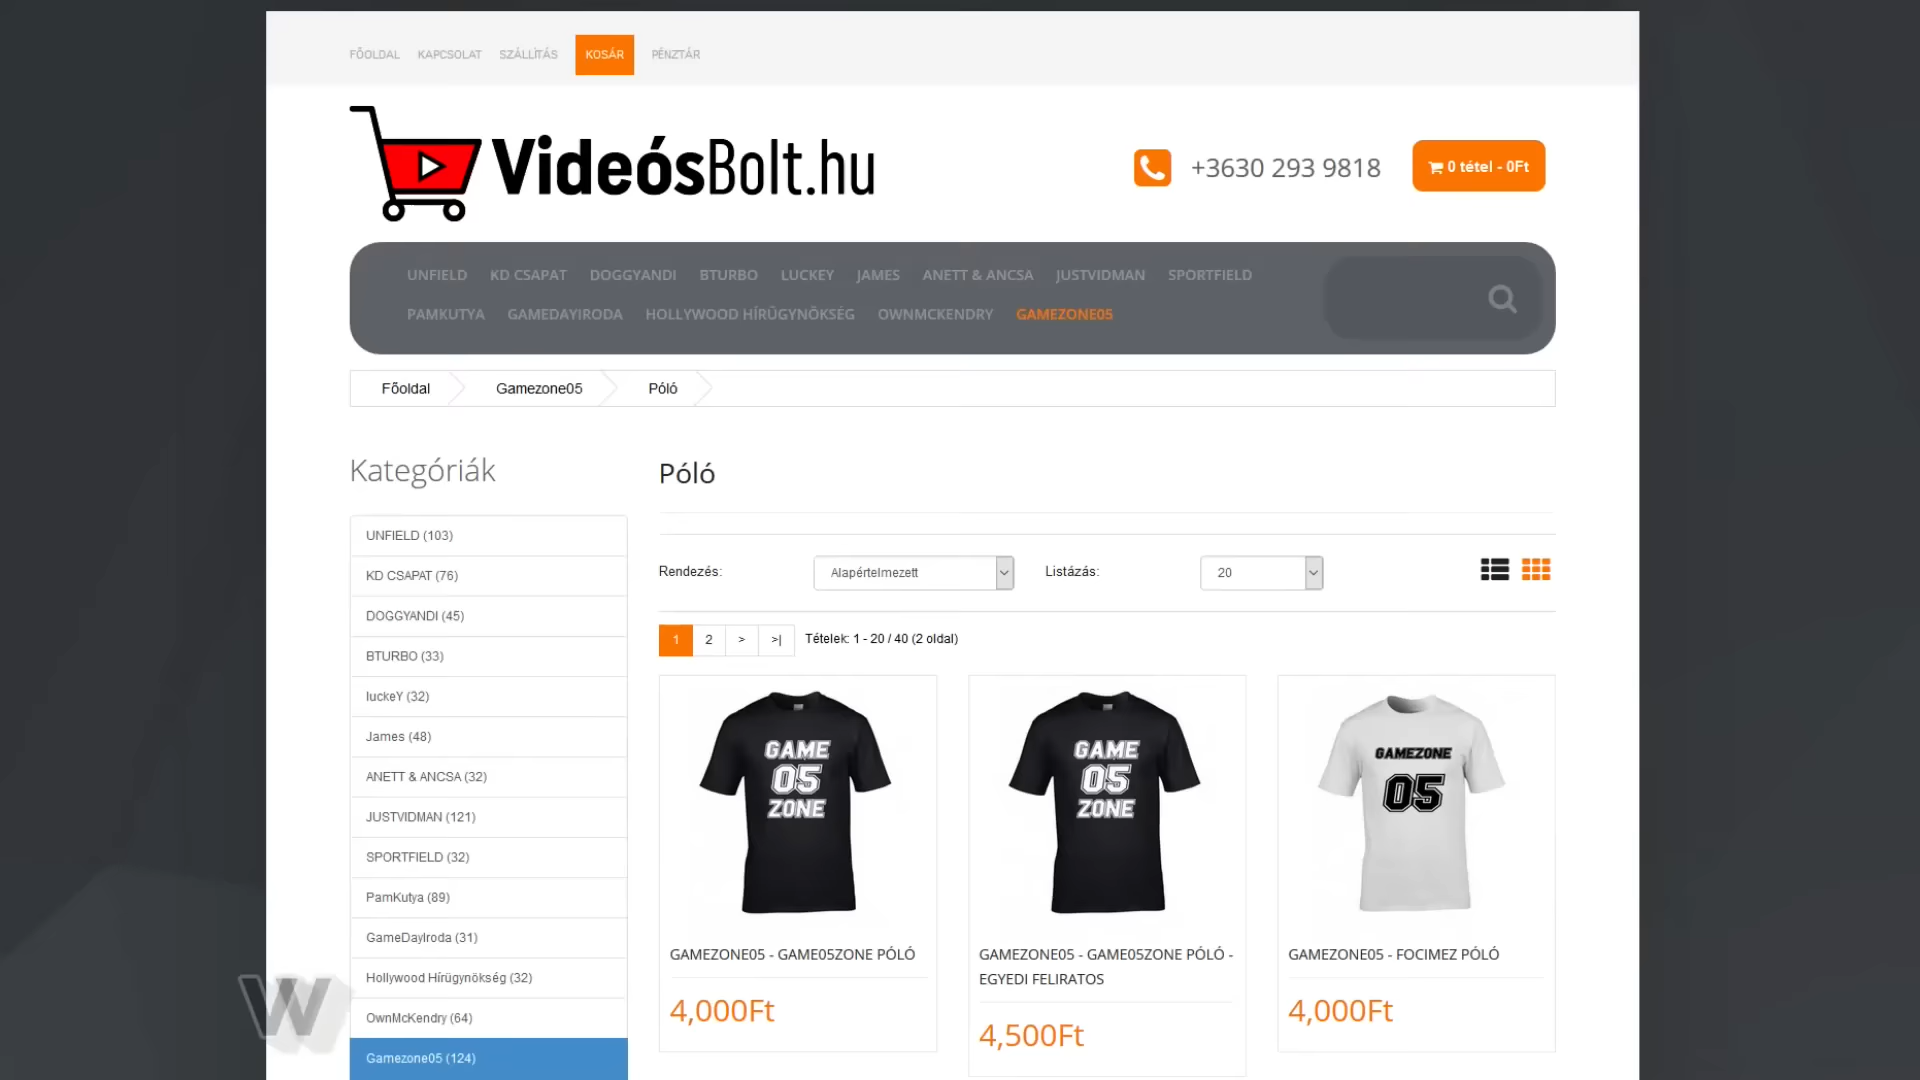 FŐOLDAL KAPCSOLAT SZÁLLÍTÁS KOSÁR PÉNZTÁR
VideósBolt.hu
+3630 293 9818
0 tétel - 0Ft
UNFIELD KD CSAPAT DOGGYANDI BTURBO LUCKEY JAMES ANETT & ANCSA JUSTVIDMAN SPORTFIELD
PAMKUTYA GAMEDAYIRODA HOLLYWOOD HÍRÜGYNÖKSÉG OWNMCKENDRY GAMEZONE05
Főoldal Gamezone05 Póló
Kategóriák
UNFIELD (103)
KD CSAPAT (76)
DOGGYANDI (45)
BTURBO (33)
luckeY (32)
James (48)
ANETT & ANCSA (32)
JUSTVIDMAN (121)
SPORTFIELD (32)
PamKutya (89)
GameDayIroda (31)
Hollywood Hírügynökség (32)
OwnMcKendry (64)
Gamezone05 (124)
W
Póló
Rendezés: Alapértelmezett Listázás: 20
1 2 > >| Tételek: 1 - 20 / 40 (2 oldal)
GAME
05
ZONE
GAMEZONE05 - GAME05ZONE PÓLÓ
4,000Ft
GAME
05
ZONE
GAMEZONE05 - GAME05ZONE PÓLÓ -
EGYEDI FELIRATOS
4,500Ft
GAMEZONE
05
GAMEZONE05 - FOCIMEZ PÓLÓ
4,000Ft